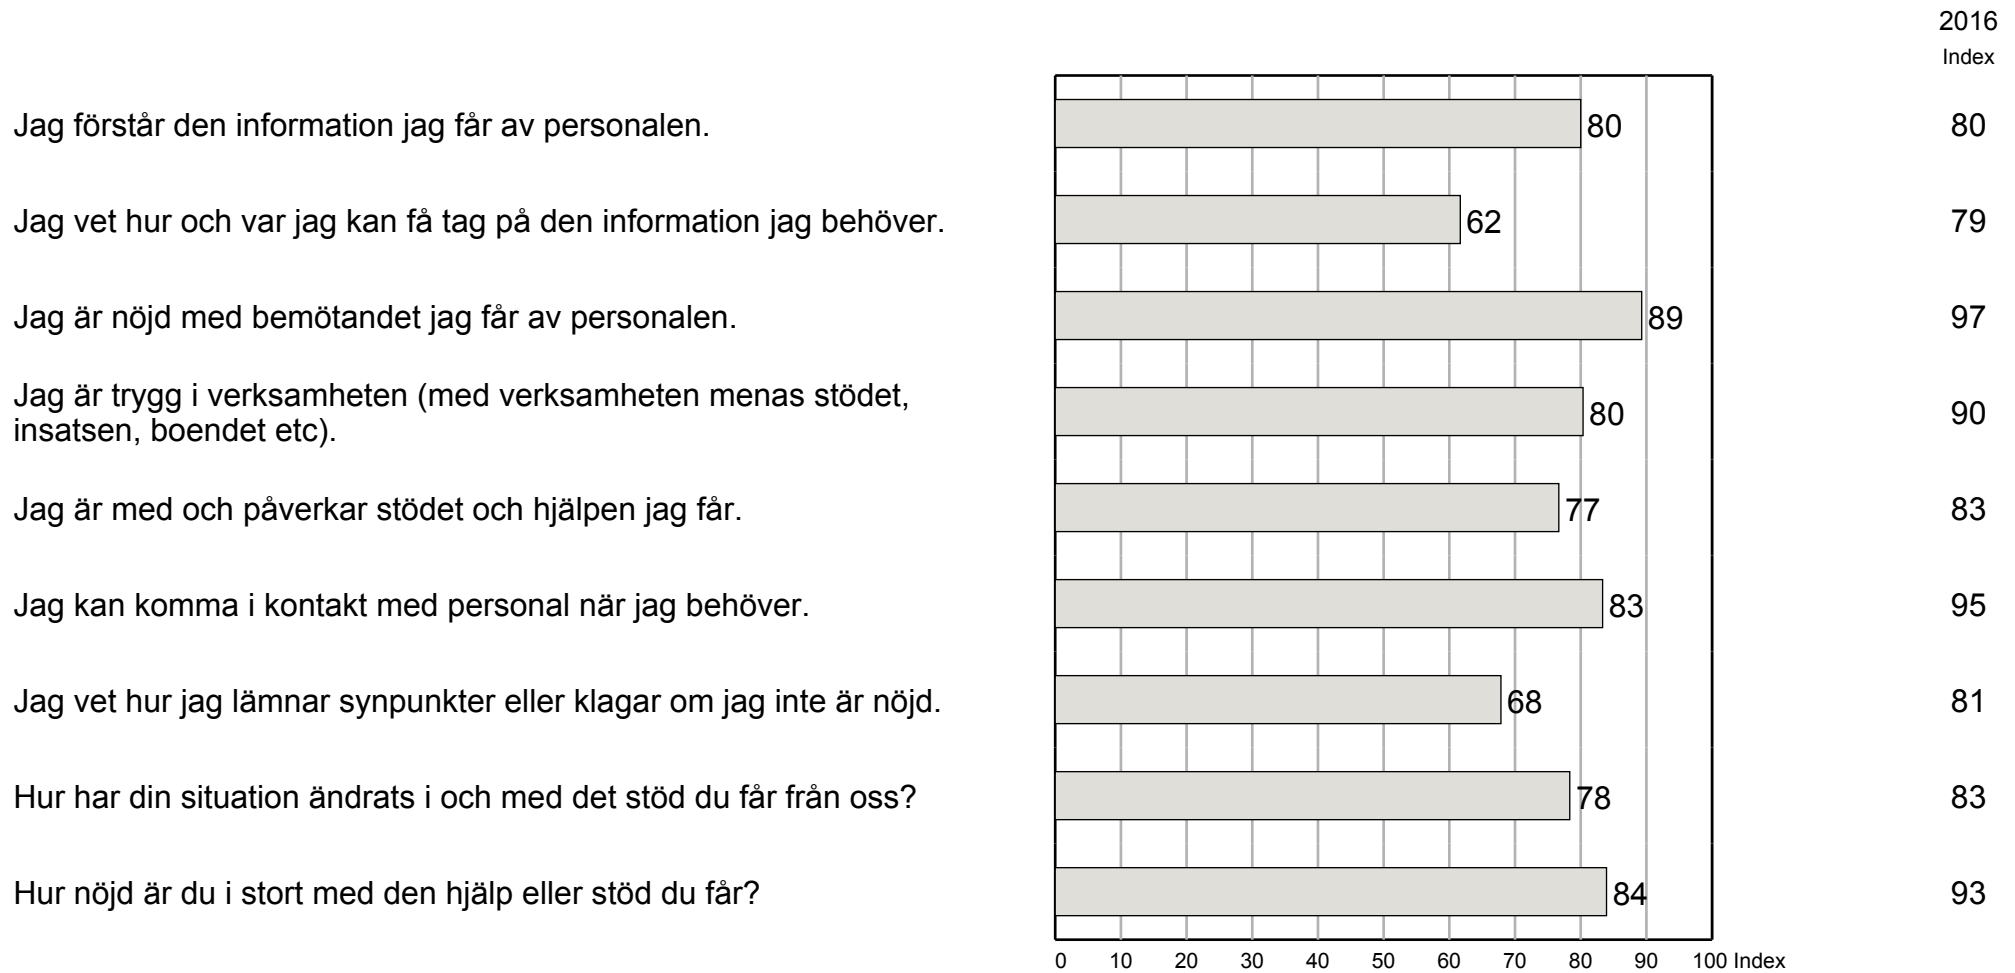 2016
Index
Jag förstår den information jag får av personalen. 80 80
Jag vet hur och var jag kan få tag på den information jag behöver. 62 79
Jag är nöjd med bemötandet jag får av personalen. 89 97
Jag är trygg i verksamheten (med verksamheten menas stödet,
insatsen, boendet etc). 80 90
Jag är med och påverkar stödet och hjälpen jag får. 77 83
Jag kan komma i kontakt med personal när jag behöver. 83 95
Jag vet hur jag lämnar synpunkter eller klagar om jag inte är nöjd. 68 81
Hur har din situation ändrats i och med det stöd du får från oss? 78 83
Hur nöjd är du i stort med den hjälp eller stöd du får? 84 93
0 10 20 30 40 50 60 70 80 90 100 Index